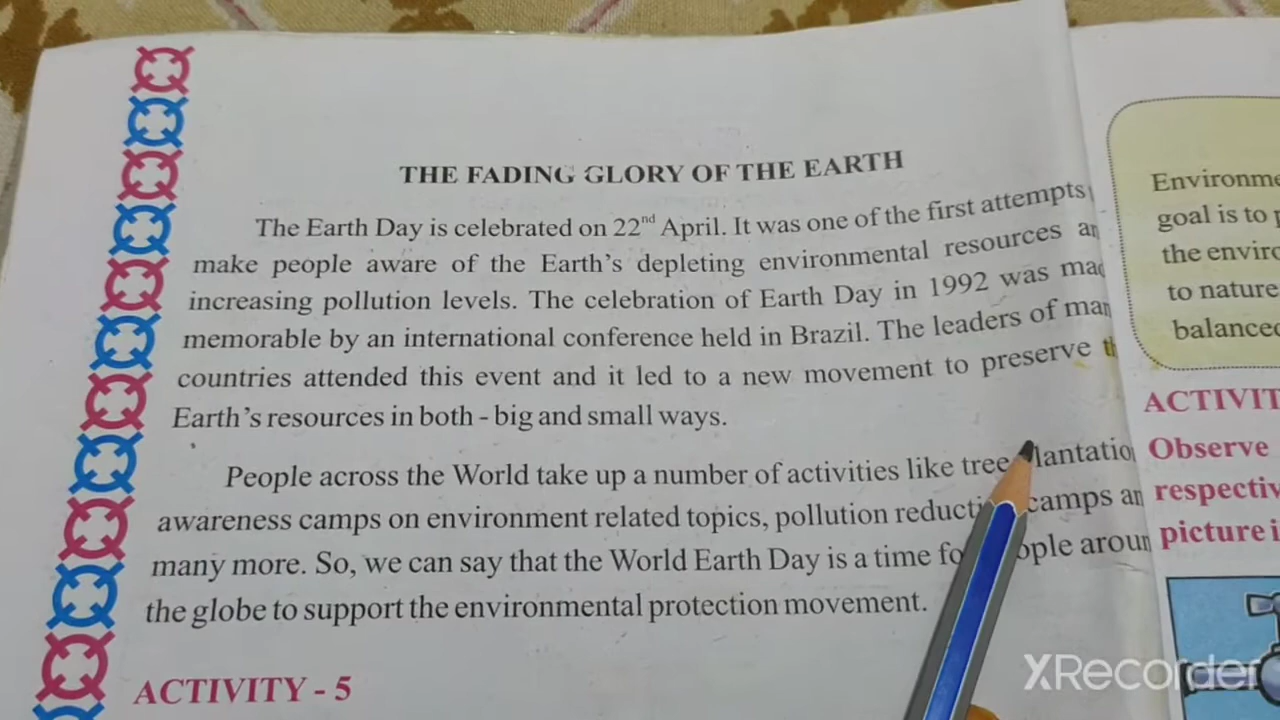 THE FADING GLORY OF THE EARTH
The Earth Day is celebrated on 22nd April. It was one of the first attempts
make people aware of the Earth's depleting environmental resources
increasing pollution levels. The celebration of Earth Day in 1992 was
memorable by an international conference held in Brazil. The leaders of
countries attended this event and it led to a new movement to preserve
Earth's resources in both - big and small ways.
People across the World take up a number of activities like tree
awareness camps on environment related topics, pollution camps
many more. So, we can say that the World Earth Day is a time
the globe to support the environmental protection movement.
ACTIVITY - 5
goal is to
to nature
balanced
Observe
picture
XRecorder